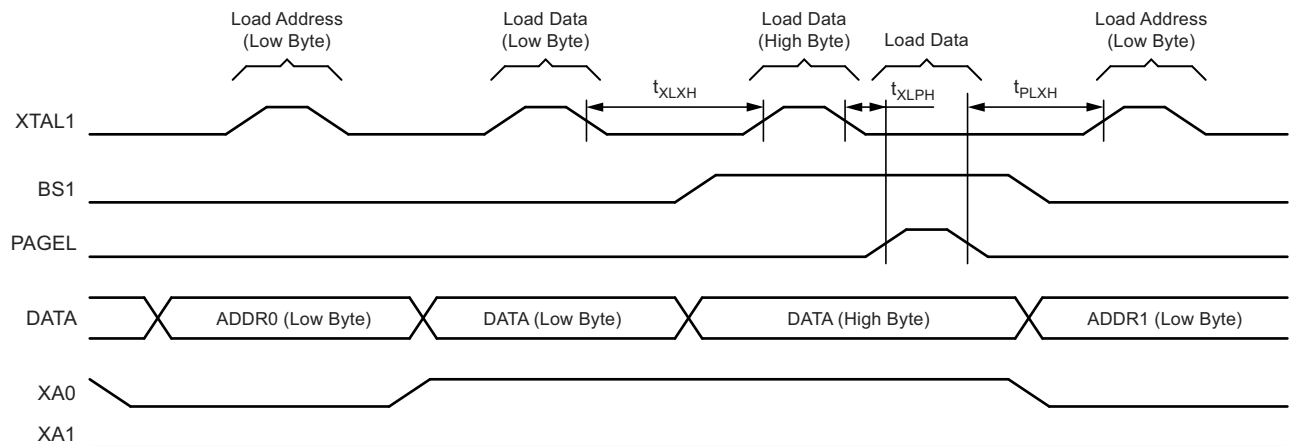 Load Address
(Low Byte)
Load Data
(Low Byte)
Load Data
(High Byte)
Load Data
Load Address
(Low Byte)
tXLXH
tXLPH
tPLXH
XTAL1
BS1
PAGEL
DATA
ADDR0 (Low Byte)
DATA (Low Byte)
DATA (High Byte)
ADDR1 (Low Byte)
XA0
XA1